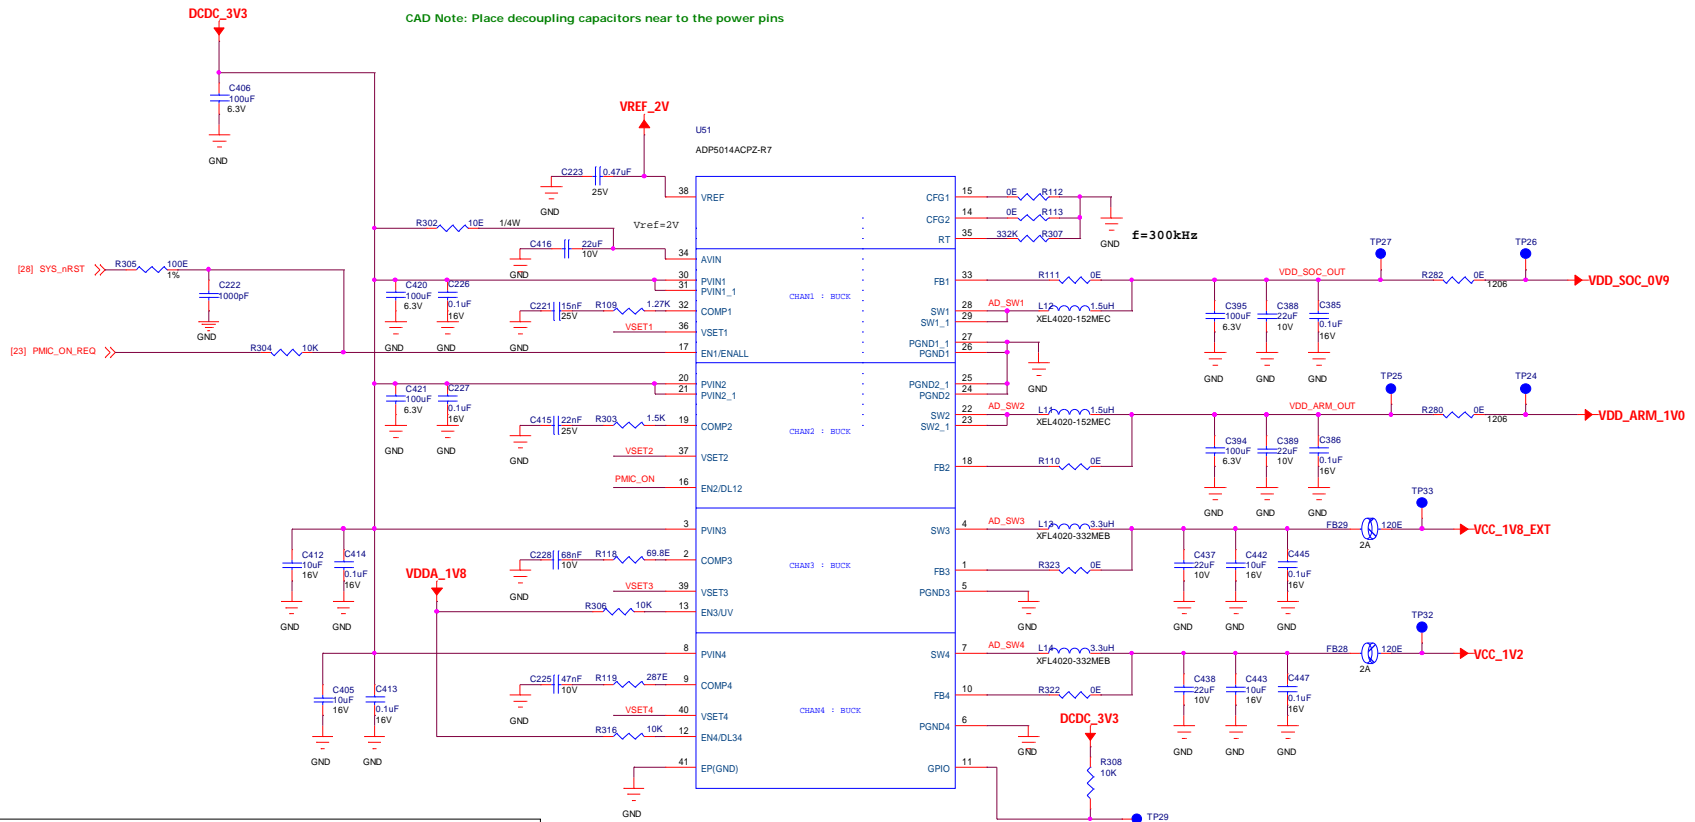 DCDC_3V3
CAD Note: Place decoupling capacitors near to the power pins
C406
100uF
6.3V
GND
VREF_2V
U51
ADP5014ACPZ-R7
C223 0.47uF
25V
GND
38 VREF
Vref=2V
15 CFG1 0E R112
14 CFG2 0E R113
35 RT 332K R307
GND
f=300kHz
R302 10E 1/4W
C416 22uF
10V
GND
34 AVIN
[28] SYS_nRST R305 100E
1%
C222
1000pF
GND
30 PVIN1
31 PVIN1_1
C420
100uF
6.3V
GND
C226
0.1uF
16V
GND
C221 15nF R109 1.27K
25V
GND
32 COMP1
VSET1 36 VSET1
[23] PMIC_ON_REQ R304 10K
17 EN1/ENALL
CHAN1 : BUCK
33 FB1 R111 0E
28 SW1 AD_SW1 L12 1.5uH
29 SW1_1 XEL4020-152MEC
27 PGND1_1
26 PGND1
GND
VDD_SOC_OUT
TP27
R282 0E
1206
TP26
VDD_SOC_0V9
C395
100uF
6.3V
GND
C388
22uF
10V
GND
C385
0.1uF
16V
GND
20 PVIN2
21 PVIN2_1
C421
100uF
6.3V
GND
C227
0.1uF
16V
GND
C415 22nF R303 1.5K
25V
GND
19 COMP2
VSET2 37 VSET2
PMIC_ON 16 EN2/DL12
CHAN2 : BUCK
25 PGND2_1
24 PGND2
22 SW2 AD_SW2 L11 1.5uH
23 SW2_1 XEL4020-152MEC
18 FB2 R110 0E
VDD_ARM_OUT
TP25
R280 0E
1206
TP24
VDD_ARM_1V0
C394
100uF
6.3V
GND
C389
22uF
10V
GND
C386
0.1uF
16V
GND
3 PVIN3
C412
10uF
16V
GND
C414
0.1uF
16V
GND
C228 68nF R118 69.8E
10V
GND
2 COMP3
VSET3 39 VSET3
VDDA_1V8
R306 10K 13 EN3/UV
CHAN3 : BUCK
4 SW3 AD_SW3 L13 3.3uH
XFL4020-332MEB
1 FB3 R323 0E
5 PGND3
GND
C437
22uF
10V
GND
C442
10uF
16V
GND
C445
0.1uF
16V
GND
FB29 120E
2A
TP33
VCC_1V8_EXT
8 PVIN4
C405
10uF
16V
GND
C413
0.1uF
16V
GND
C225 47nF R119 287E
10V
GND
9 COMP4
VSET4 40 VSET4
R316 10K 12 EN4/DL34
CHAN4 : BUCK
7 SW4 AD_SW4 L14 3.3uH
XFL4020-332MEB
10 FB4 R322 0E
6 PGND4
GND
C438
22uF
10V
GND
C443
10uF
16V
GND
C447
0.1uF
16V
GND
FB28 120E
2A
TP32
VCC_1V2
41 EP(GND)
GND
11 GPIO
DCDC_3V3
R308
10K
TP29